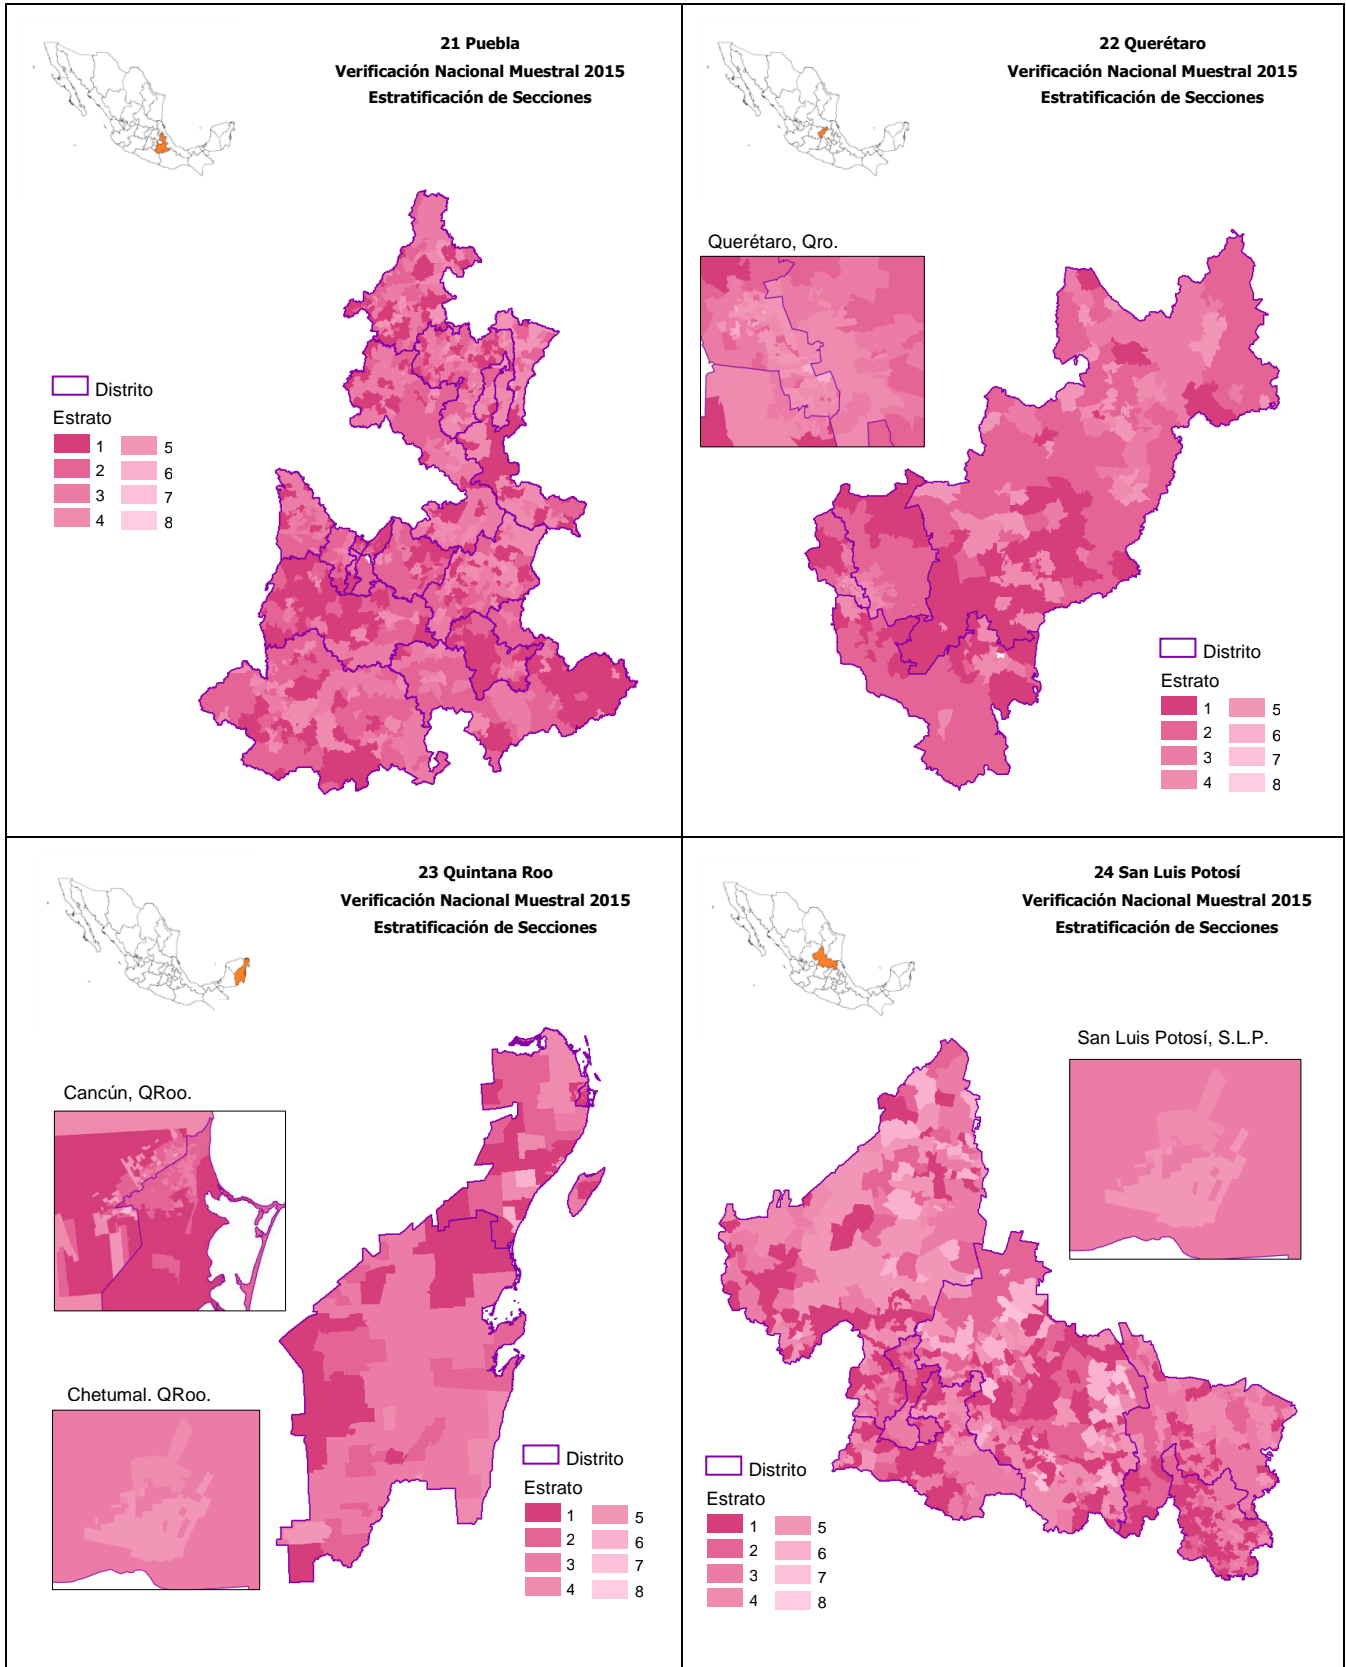 21 Puebla
Verificación Nacional Muestral 2015
Estratificación de Secciones
Distrito
Estrato
1 5
2 6
3 7
4 8
22 Querétaro
Verificación Nacional Muestral 2015
Estratificación de Secciones
Querétaro, Qro.
Distrito
Estrato
1 5
2 6
3 7
4 8
23 Quintana Roo
Verificación Nacional Muestral 2015
Estratificación de Secciones
Cancún, QRoo.
Chetumal. QRoo.
Distrito
Estrato
1 5
2 6
3 7
4 8
24 San Luis Potosí
Verificación Nacional Muestral 2015
Estratificación de Secciones
San Luis Potosí, S.L.P.
Distrito
Estrato
1 5
2 6
3 7
4 8